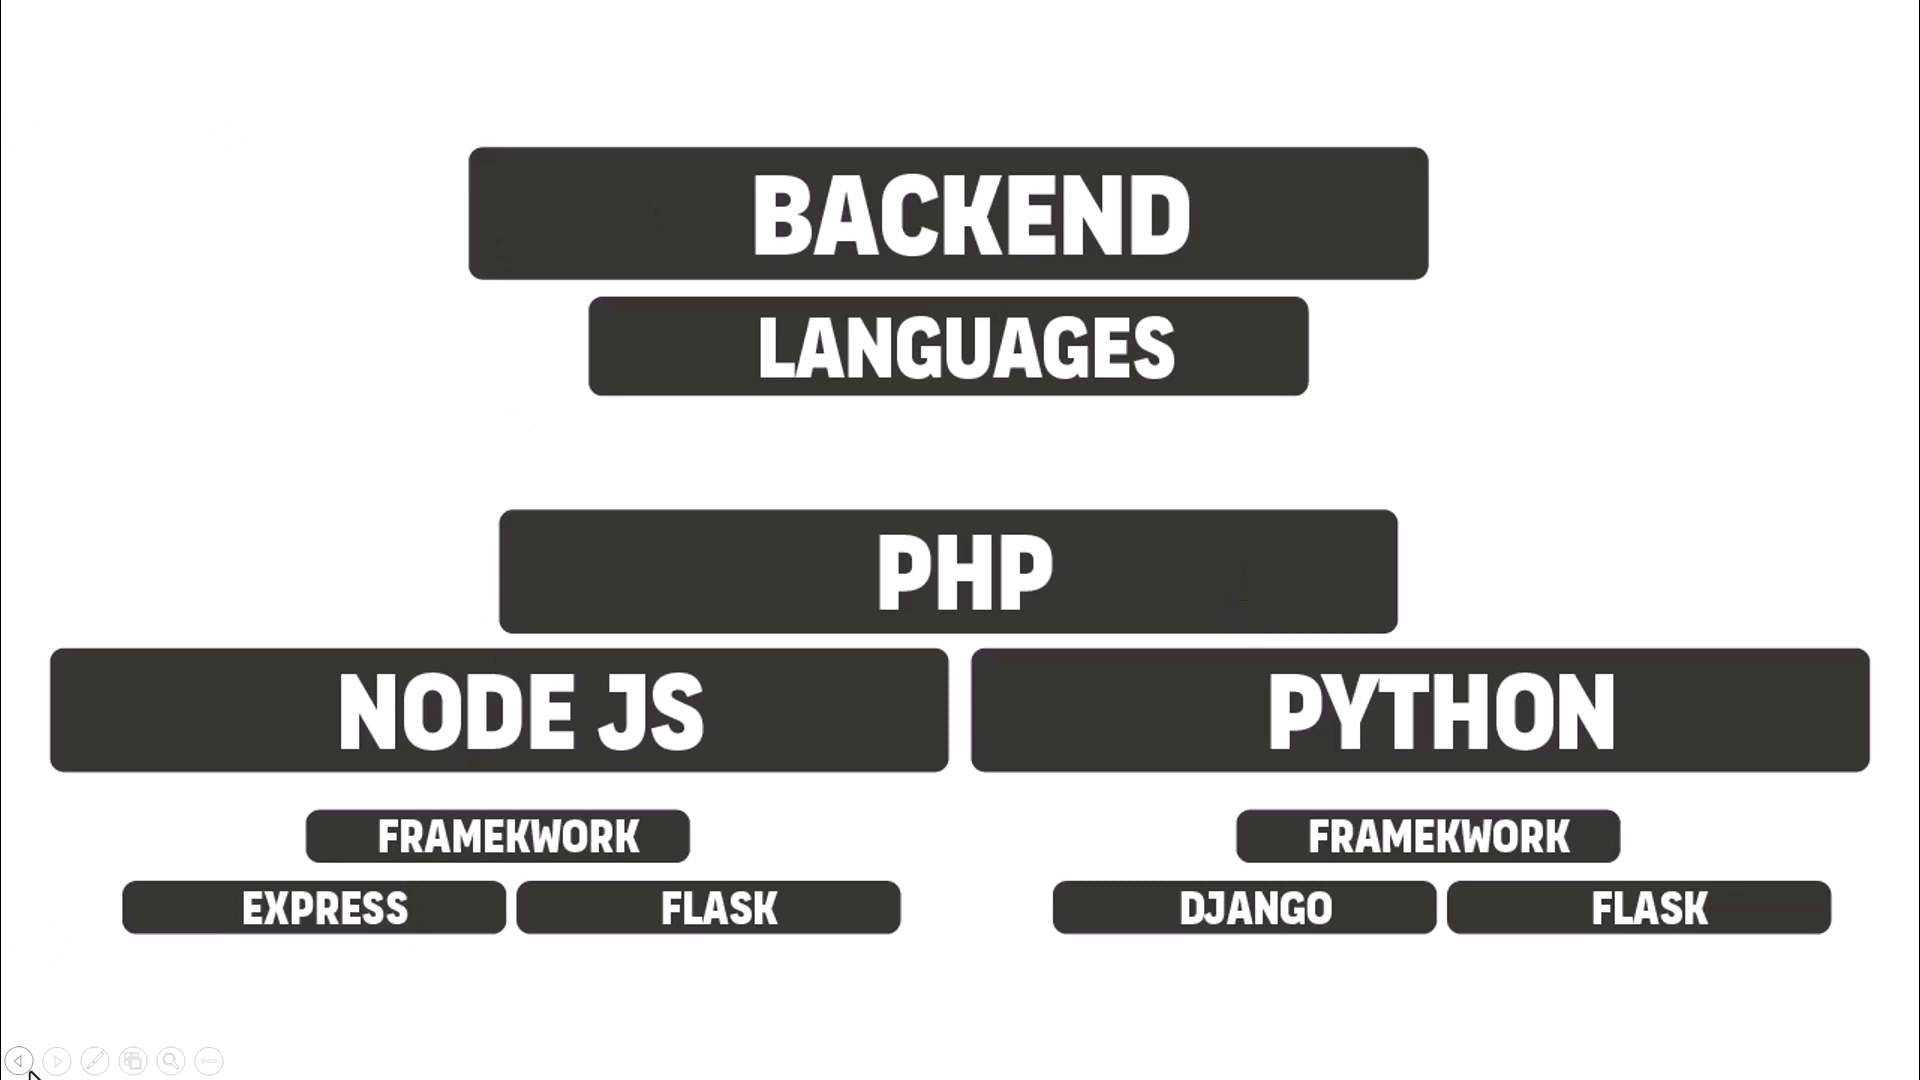 BACKEND
LANGUAGES
PHP
NODE JS
PYTHON
FRAMEKWORK
FRAMEKWORK
EXPRESS
FLASK
DJANGO
FLASK